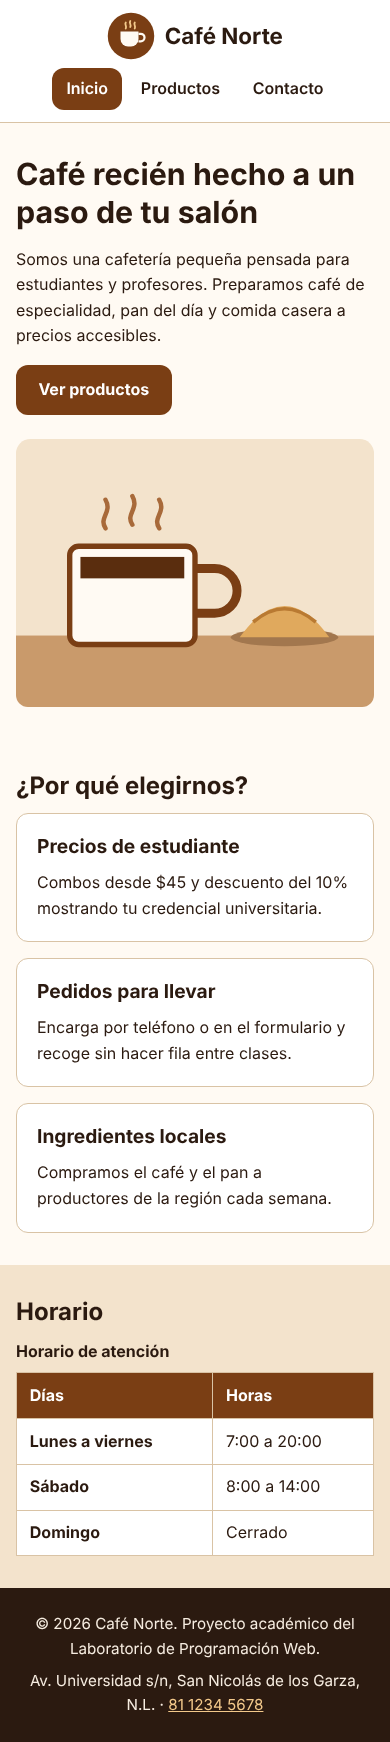 Café Norte
Inicio Productos Contacto
Café recién hecho a un
paso de tu salón
Somos una cafetería pequeña pensada para
estudiantes y profesores. Preparamos café de
especialidad, pan del día y comida casera a
precios accesibles.
Ver productos
¿Por qué elegirnos?
Precios de estudiante
Combos desde $45 y descuento del 10%
mostrando tu credencial universitaria.
Pedidos para llevar
Encarga por teléfono o en el formulario y
recoge sin hacer fila entre clases.
Ingredientes locales
Compramos el café y el pan a
productores de la región cada semana.
Horario
Horario de atención
Días Horas
Lunes a viernes 7:00 a 20:00
Sábado 8:00 a 14:00
Domingo Cerrado
© 2026 Café Norte. Proyecto académico del
Laboratorio de Programación Web.
Av. Universidad s/n, San Nicolás de los Garza,
N.L. · 81 1234 5678